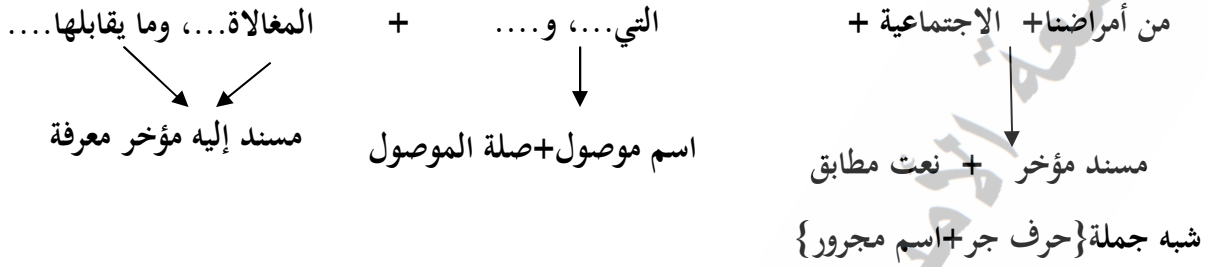 من أمراضنا+ الاجتماعية + التي...، و.... + المغالاة...، وما يقابلها....
مسند مؤخر + نعت مطابق اسم موصول+صلة الموصول مسند إليه مؤخر معرفة
شبه جملة{حرف جر+اسم مجرور}